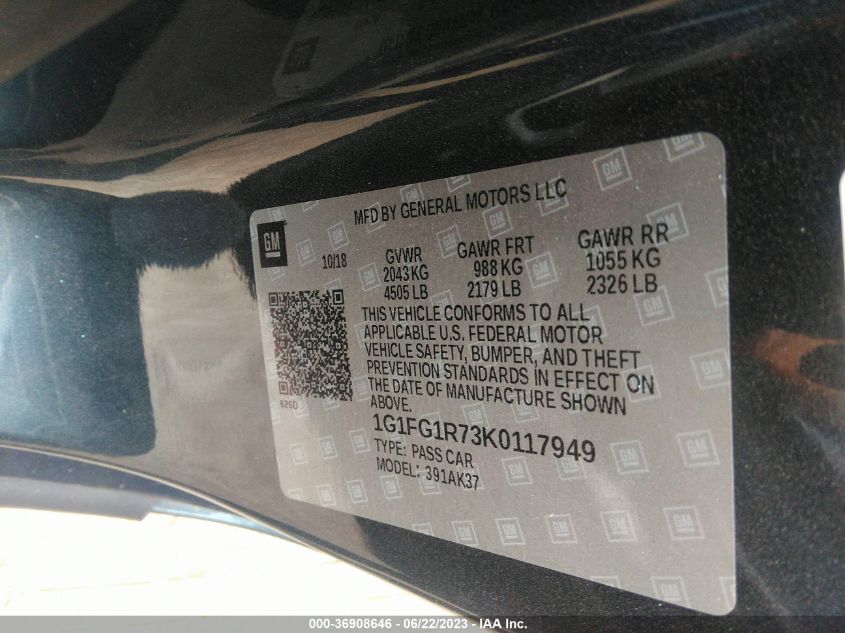 MFD BY GENERAL MOTORS LLC
GM
10/18
GVWR GAWR FRT GAWR RR
2043 KG 988 KG 1055 KG
4505 LB 2179 LB 2326 LB
THIS VEHICLE CONFORMS TO ALL
APPLICABLE U.S. FEDERAL MOTOR
VEHICLE SAFETY, BUMPER, AND THEFT
PREVENTION STANDARDS IN EFFECT ON
THE DATE OF MANUFACTURE SHOWN
ABOVE.
826D
1G1FG1R73K0117949
TYPE: PASS CAR
MODEL: 391AK37
000-36908646 - 06/22/2023 - IAA Inc.